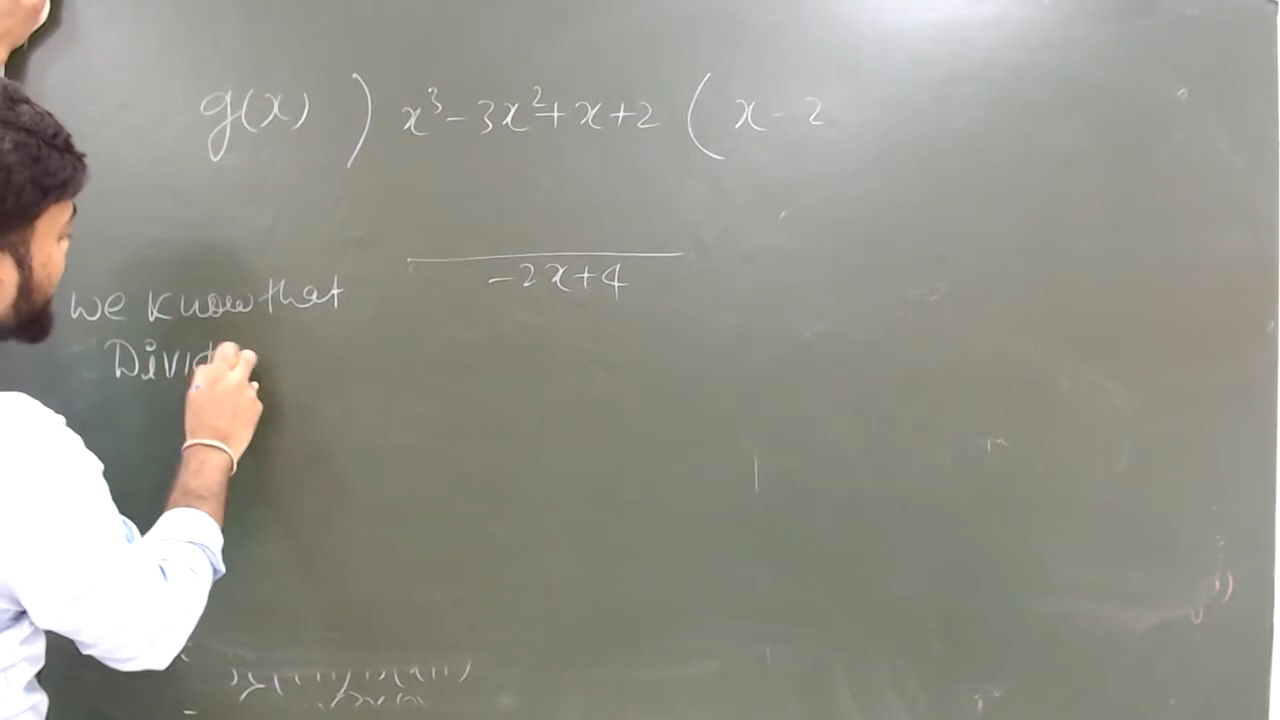 g(x) ) x³-3x²+x+2 ( x-2
-2x+4
we know that
Divid